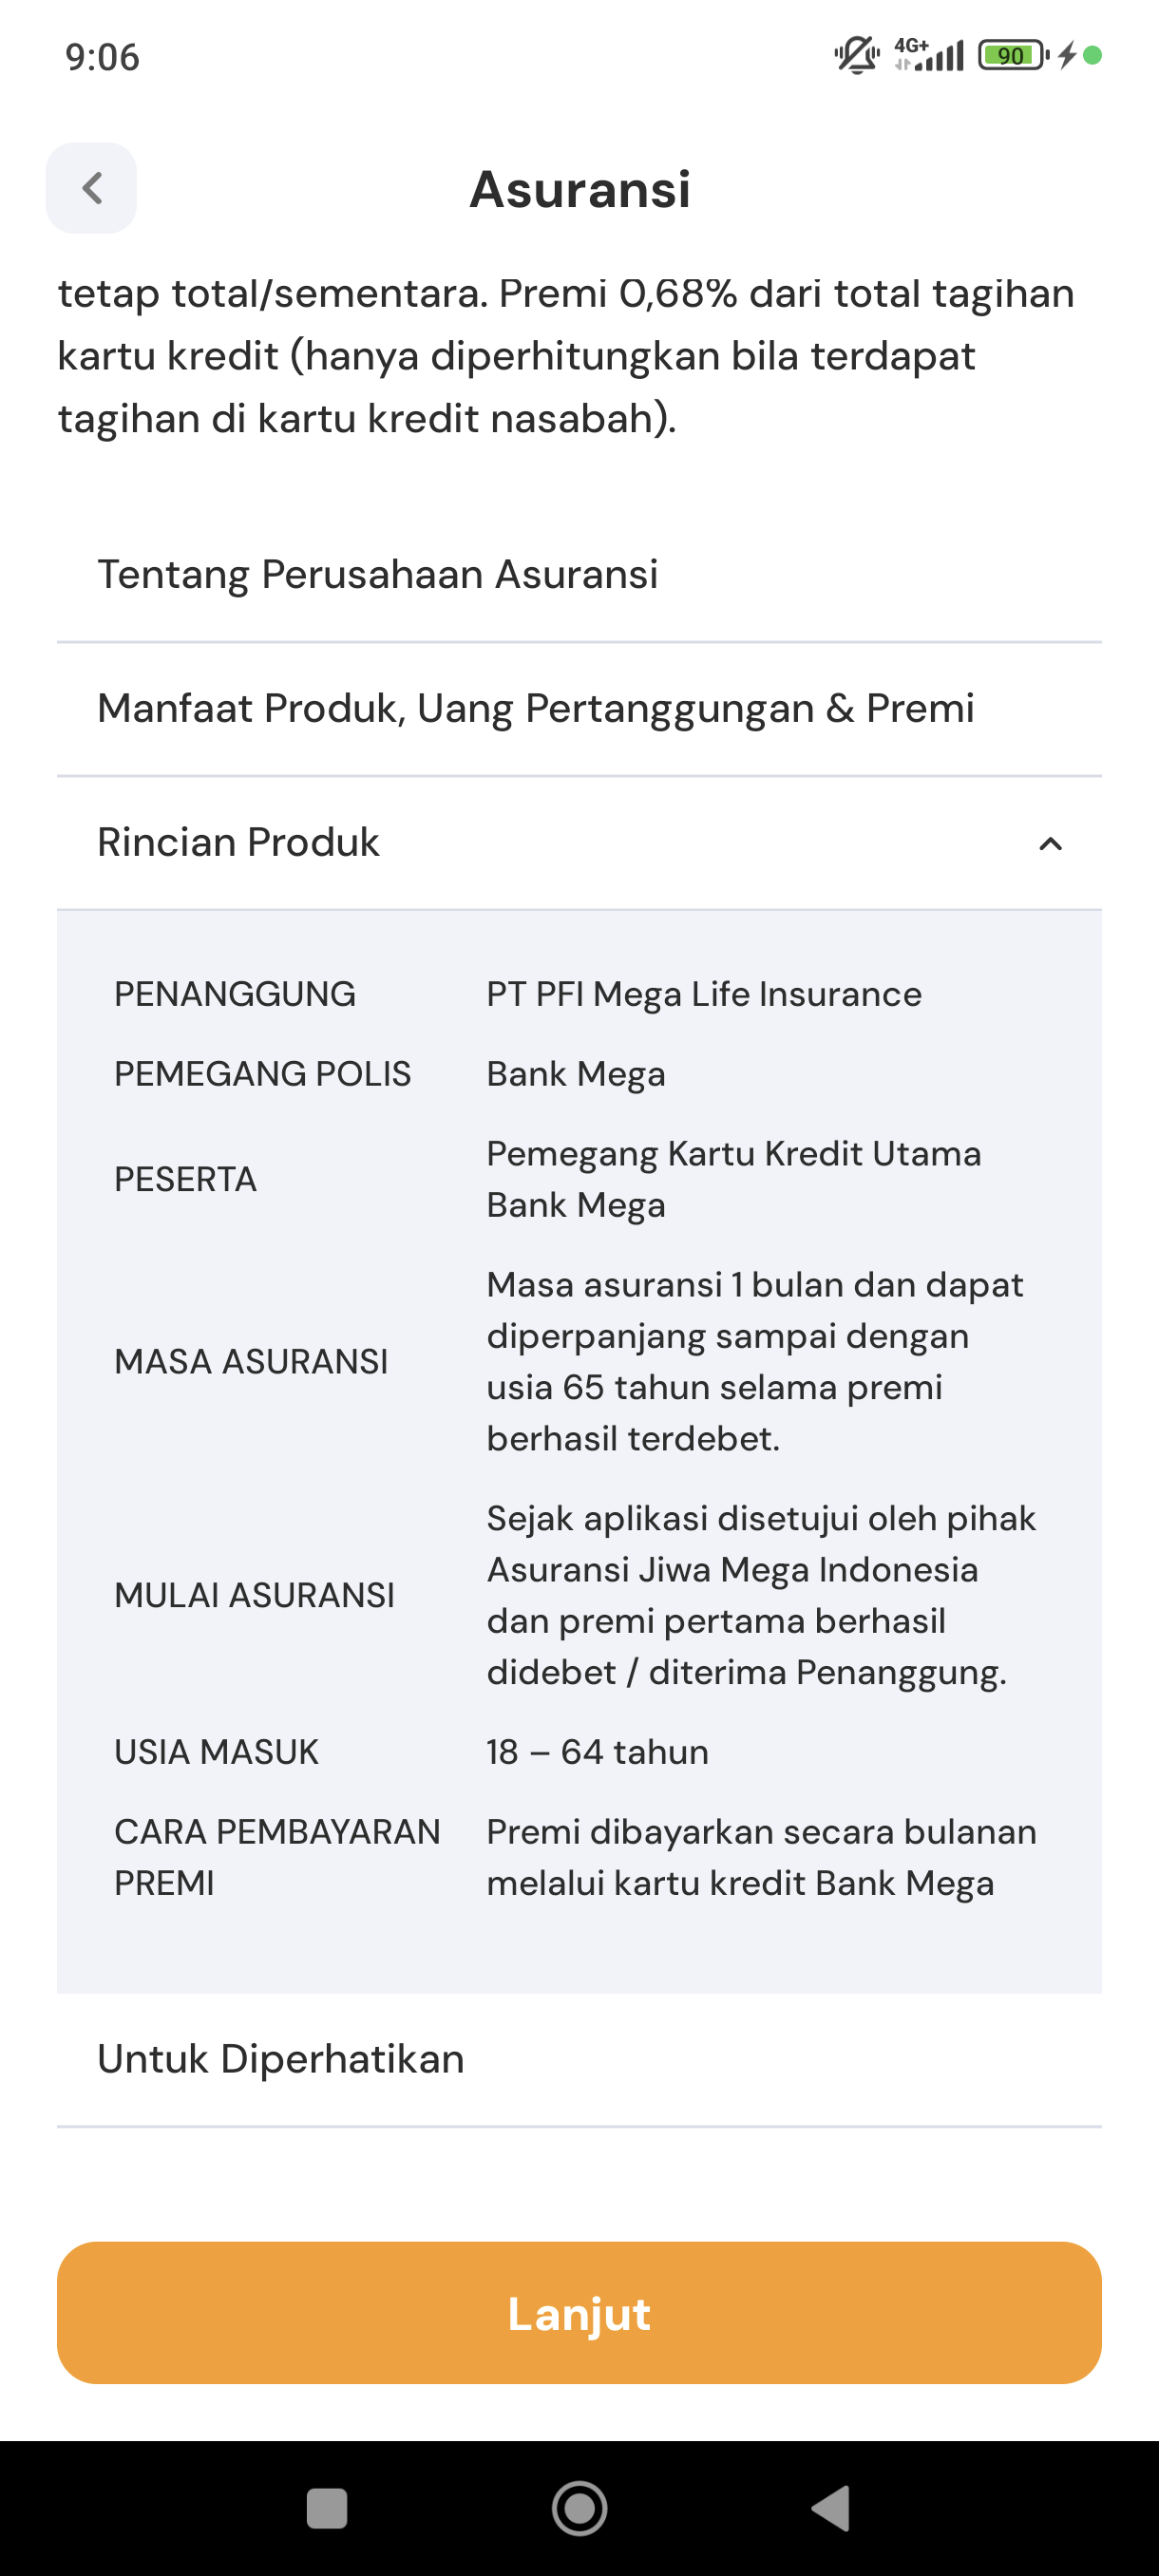 9:06
4G+
90
Asuransi
tetap total/sementara. Premi 0,68% dari total tagihan
kartu kredit (hanya diperhitungkan bila terdapat
tagihan di kartu kredit nasabah).
Tentang Perusahaan Asuransi
Manfaat Produk, Uang Pertanggungan & Premi
Rincian Produk
PENANGGUNG
PT PFI Mega Life Insurance
PEMEGANG POLIS
Bank Mega
PESERTA
Pemegang Kartu Kredit Utama
Bank Mega
MASA ASURANSI
Masa asuransi 1 bulan dan dapat
diperpanjang sampai dengan
usia 65 tahun selama premi
berhasil terdebet.
MULAI ASURANSI
Sejak aplikasi disetujui oleh pihak
Asuransi Jiwa Mega Indonesia
dan premi pertama berhasil
didebet / diterima Penanggung.
USIA MASUK
18 – 64 tahun
CARA PEMBAYARAN
PREMI
Premi dibayarkan secara bulanan
melalui kartu kredit Bank Mega
Untuk Diperhatikan
Lanjut